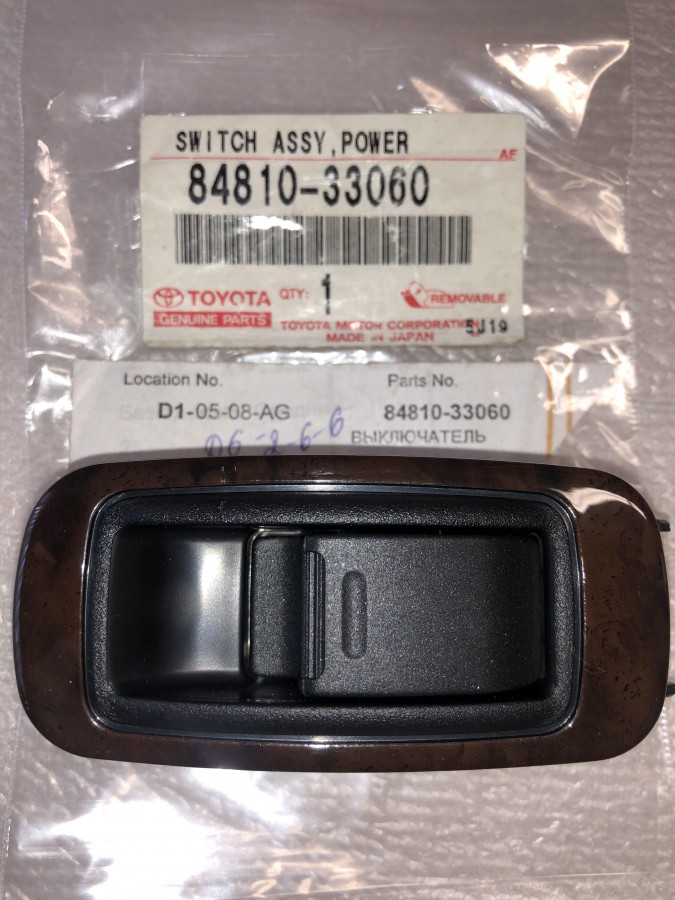 SWITCH ASSY,POWER
AF
84810-33060
TOYOTA
GENUINE PARTS
QTY: 1
REMOVABLE
TOYOTA MOTOR CORPORATION
5J19
MADE IN JAPAN
Location No. Parts No.
D1-05-08-AG 84810-33060
06-2-6-6 ВЫКЛЮЧАТЕЛЬ